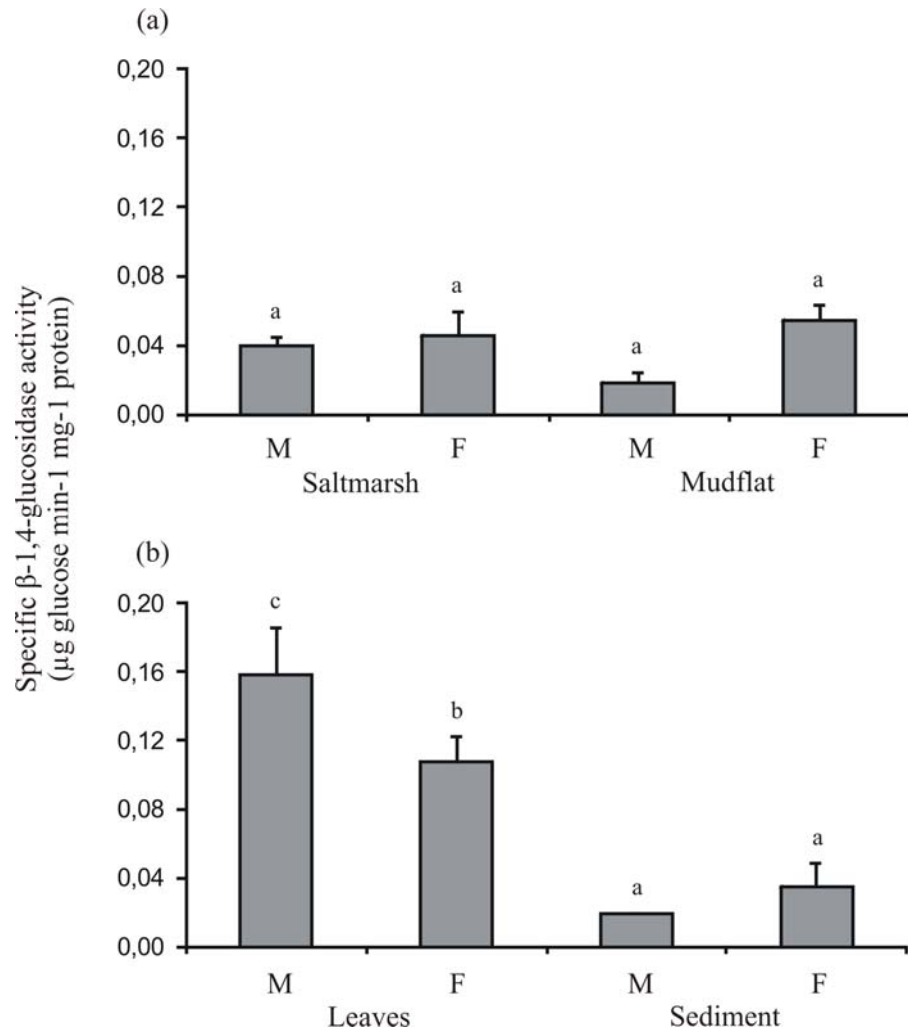 (a)
0,20
0,16
0,12
0,08
0,04
0,00
a
a
a
a
M
F
M
F
Saltmarsh
Mudflat
Specific β-1,4-glucosidase activity
(µg glucose min-1 mg-1 protein)
(b)
0,20
0,16
0,12
0,08
0,04
0,00
c
b
a
a
M
F
M
F
Leaves
Sediment